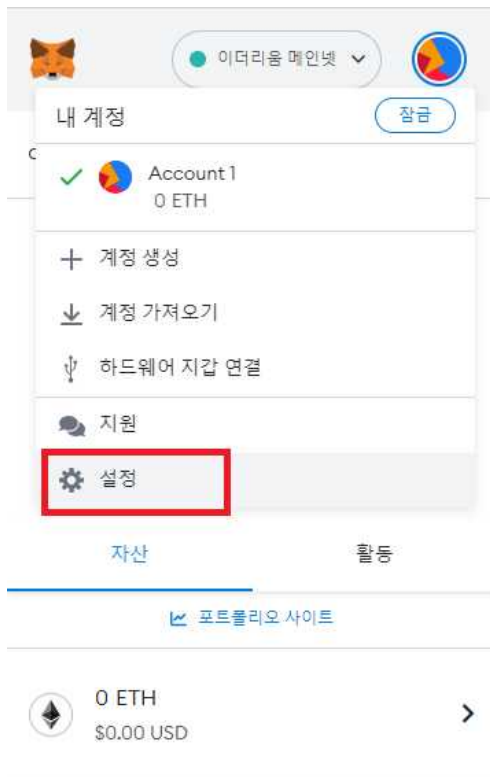 이더리움 메인넷
내 계정
잠금
Account 1
0 ETH
계정 생성
계정 가져오기
하드웨어 지갑 연결
지원
설정
자산
활동
포트폴리오 사이트
0 ETH
$0.00 USD